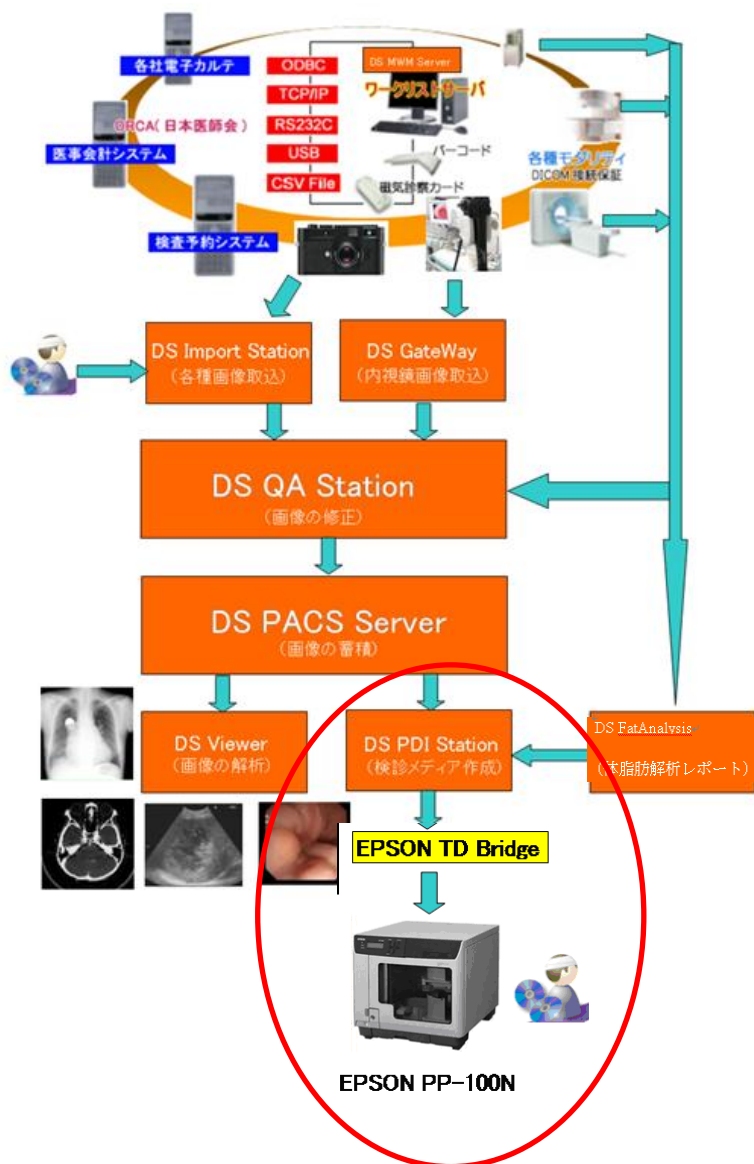 各社電子カルテ
ORCA(日本医師会)
医事会計システム
検査予約システム
ODBC
TCP/IP
RS232C
USB
CSV File
DS MWM Server
ワークリストサーバ
バーコード
磁気診察カード
各種モダリティ
DICOM 接続保証
DS Import Station
(各種画像取込)
DS GateWay
(内視鏡画像取込)
DS QA Station
(画像の修正)
DS PACS Server
(画像の蓄積)
DS Viewer
(画像の解析)
DS PDI Station
(検診メディア作成)
DS FatAnalysis
(体脂肪解析レポート)
EPSON TD Bridge
EPSON PP-100N